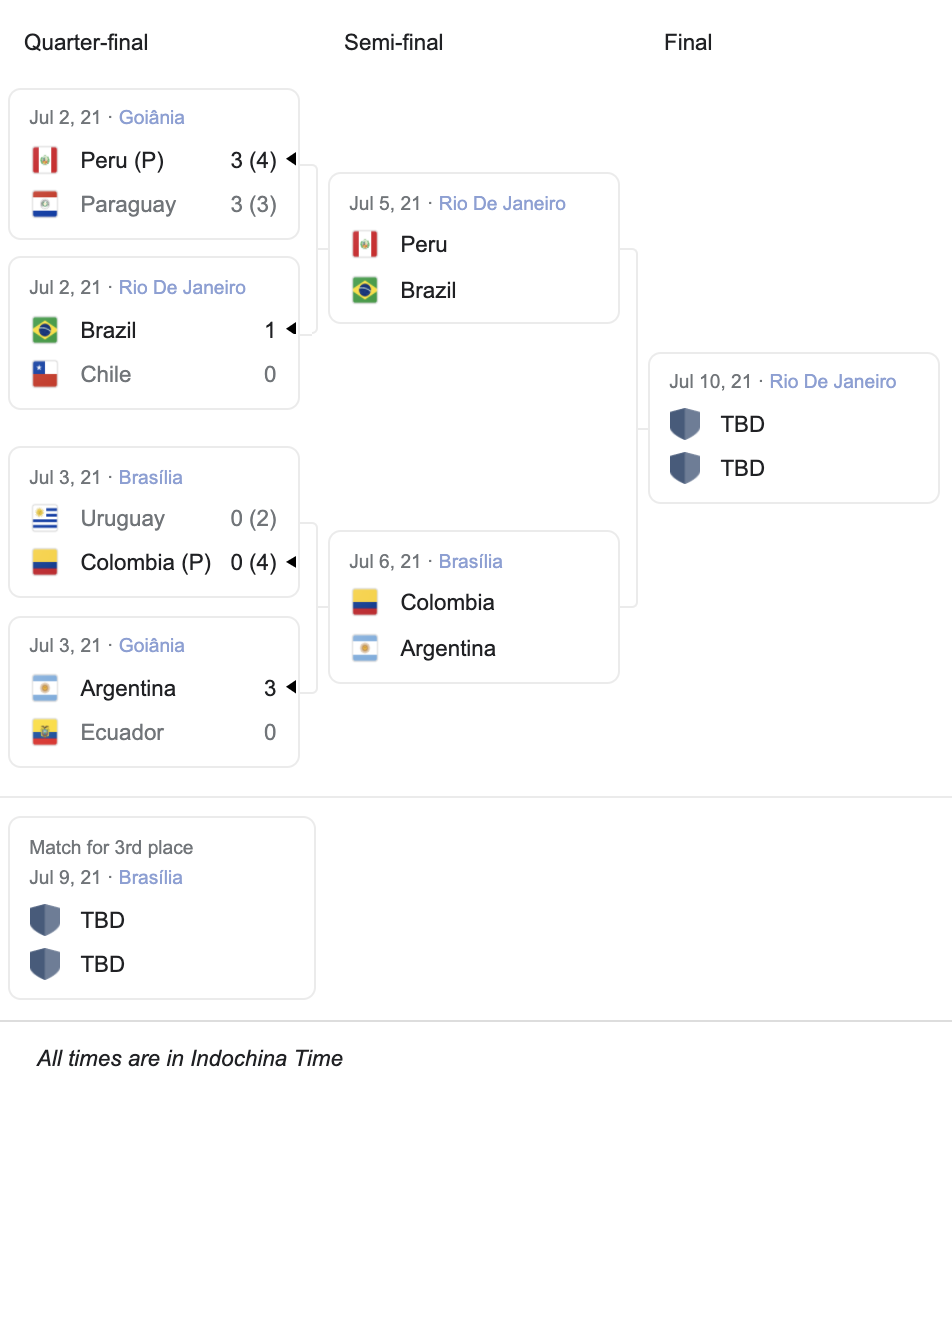 Quarter-final Semi-final Final
Jul 2, 21 · Goiânia
Peru (P) 3 (4)
Paraguay 3 (3)
Jul 2, 21 · Rio De Janeiro
Brazil 1
Chile 0
Jul 3, 21 · Brasília
Uruguay 0 (2)
Colombia (P) 0 (4)
Jul 3, 21 · Goiânia
Argentina 3
Ecuador 0
Jul 5, 21 · Rio De Janeiro
Peru
Brazil
Jul 6, 21 · Brasília
Colombia
Argentina
Jul 10, 21 · Rio De Janeiro
TBD
TBD
Match for 3rd place
Jul 9, 21 · Brasília
TBD
TBD
All times are in Indochina Time